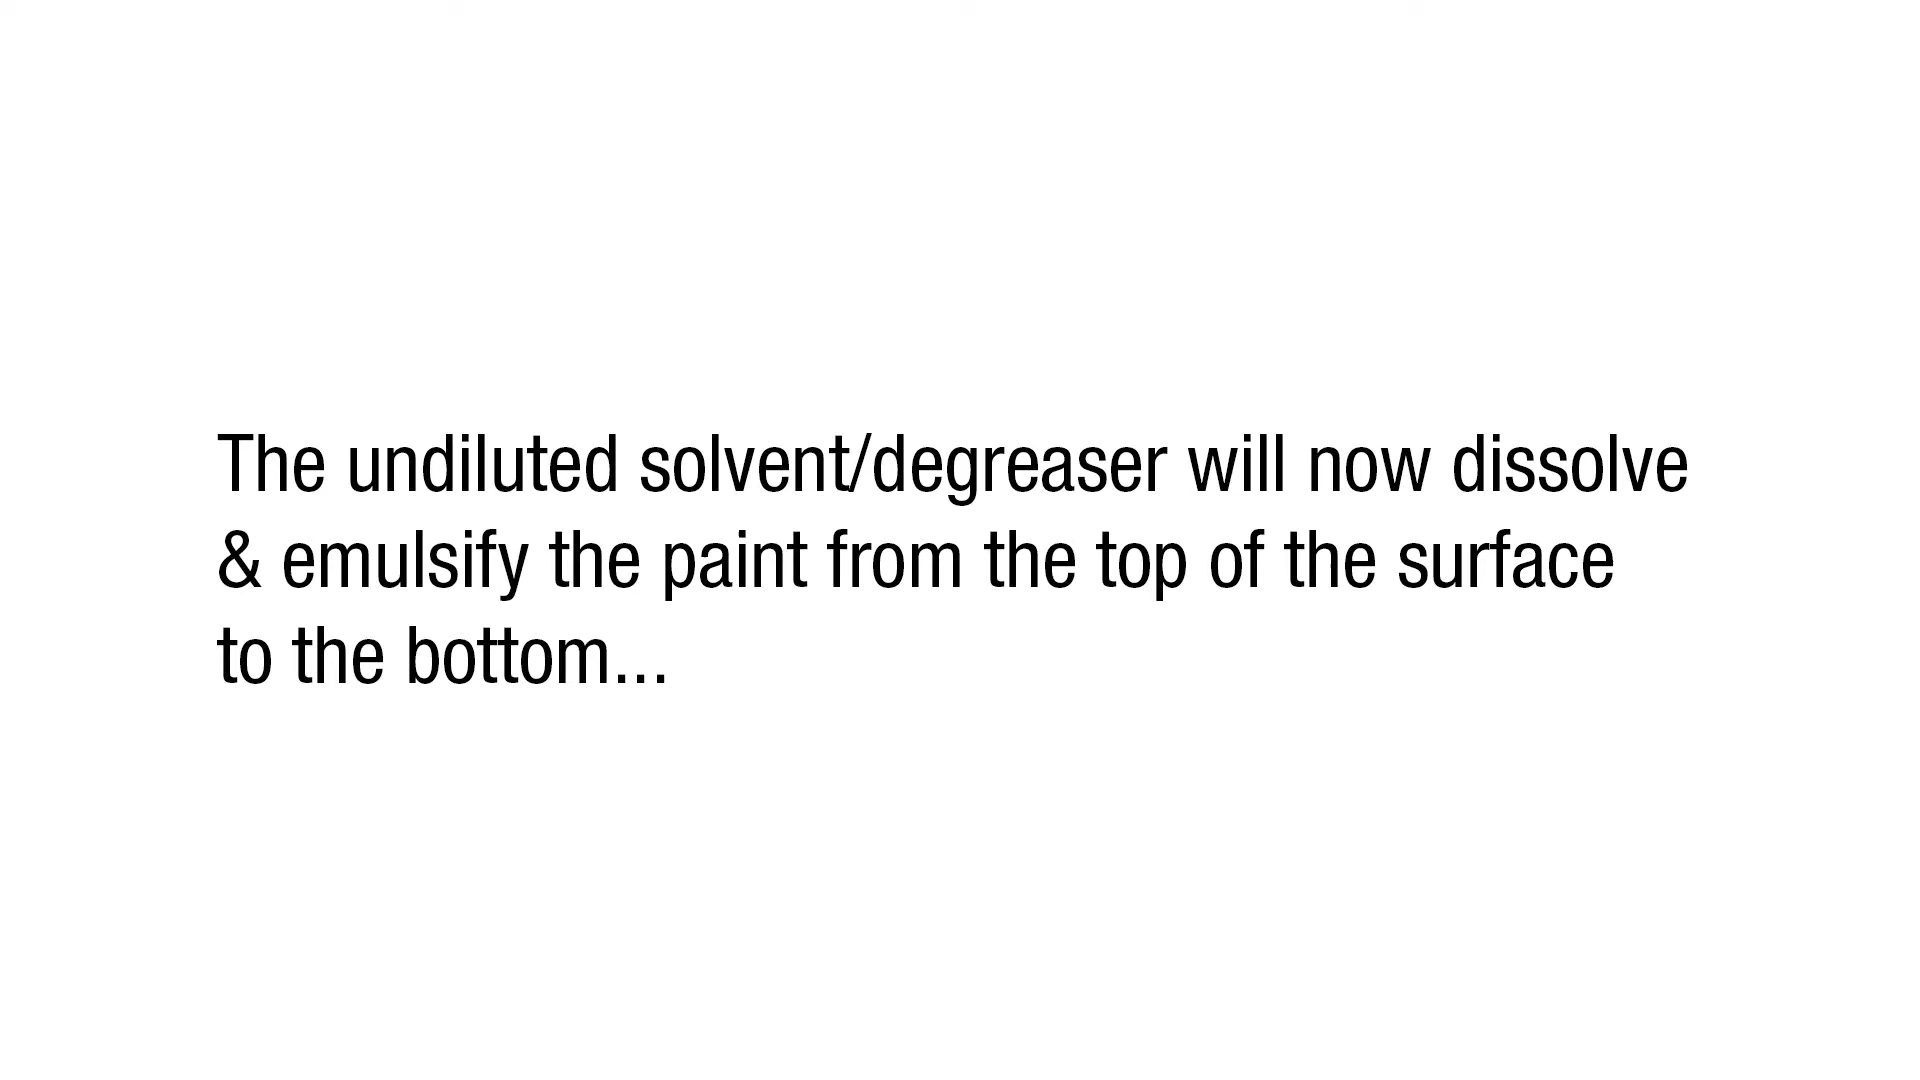 The undiluted solvent/degreaser will now dissolve
& emulsify the paint from the top of the surface
to the bottom...